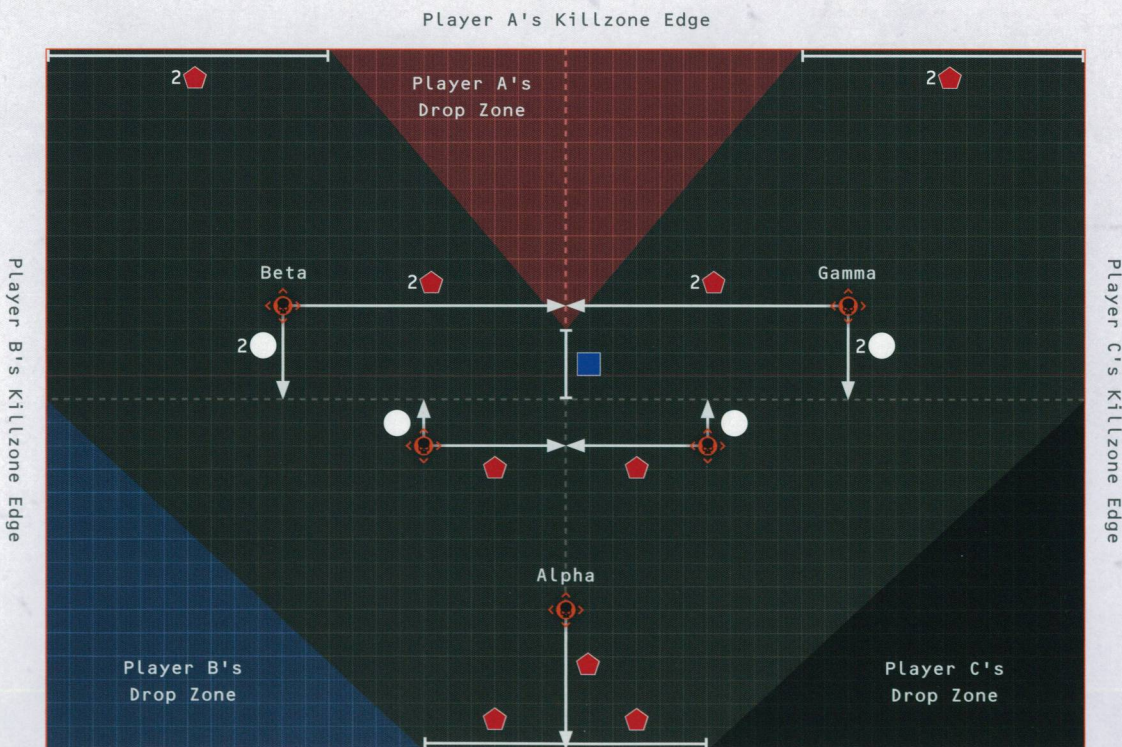 Player A's Killzone Edge
2
2
Player A's
Drop Zone
Beta
2
2
Gamma
2
2
Player B's Killzone Edge
Player C's Killzone Edge
Alpha
Player B's
Drop Zone
Player C's
Drop Zone